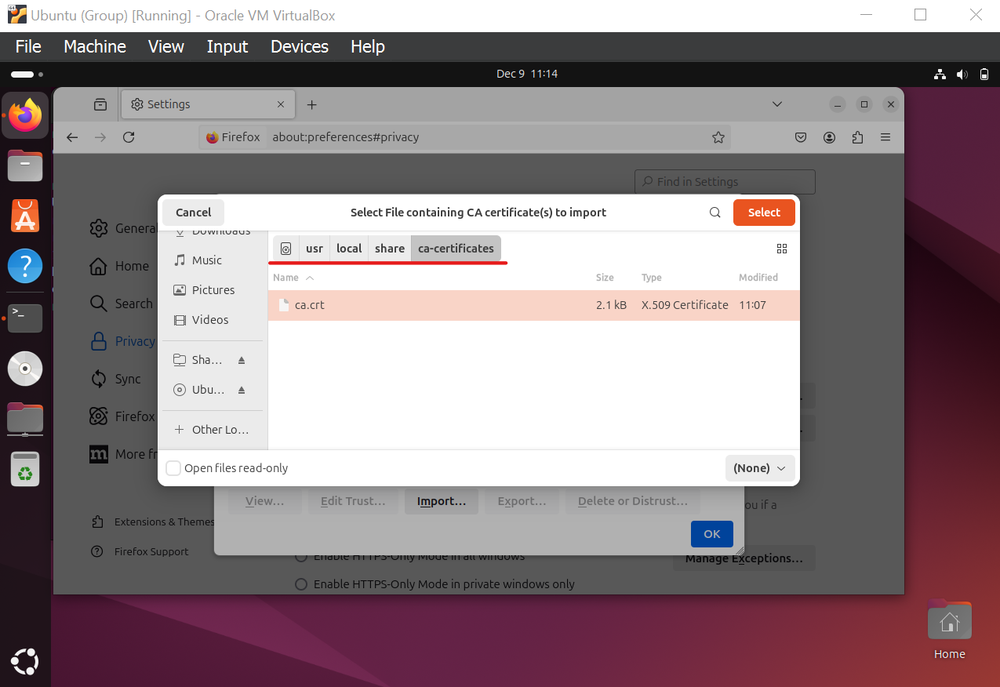 Ubuntu (Group) [Running] - Oracle VM VirtualBox
File Machine View Input Devices Help
Dec 9 11:14
Settings
Firefox about:preferences#privacy
Find in Settings
Cancel Select File containing CA certificate(s) to import Select
General
Home
Search
Privacy
Sync
Firefox
More fr
Extensions & Themes
Firefox Support
Downloads
Music
Pictures
Videos
Sha...
Ubu...
Other Lo...
usr local share ca-certificates
Name Size Type Modified
ca.crt 2.1 kB X.509 Certificate 11:07
Open files read-only (None)
View... Edit Trust... Import... Export... Delete or Distrust...
ou if a
OK
Enable HTTPS-Only Mode in all windows
Manage Exceptions...
Enable HTTPS-Only Mode in private windows only
Home